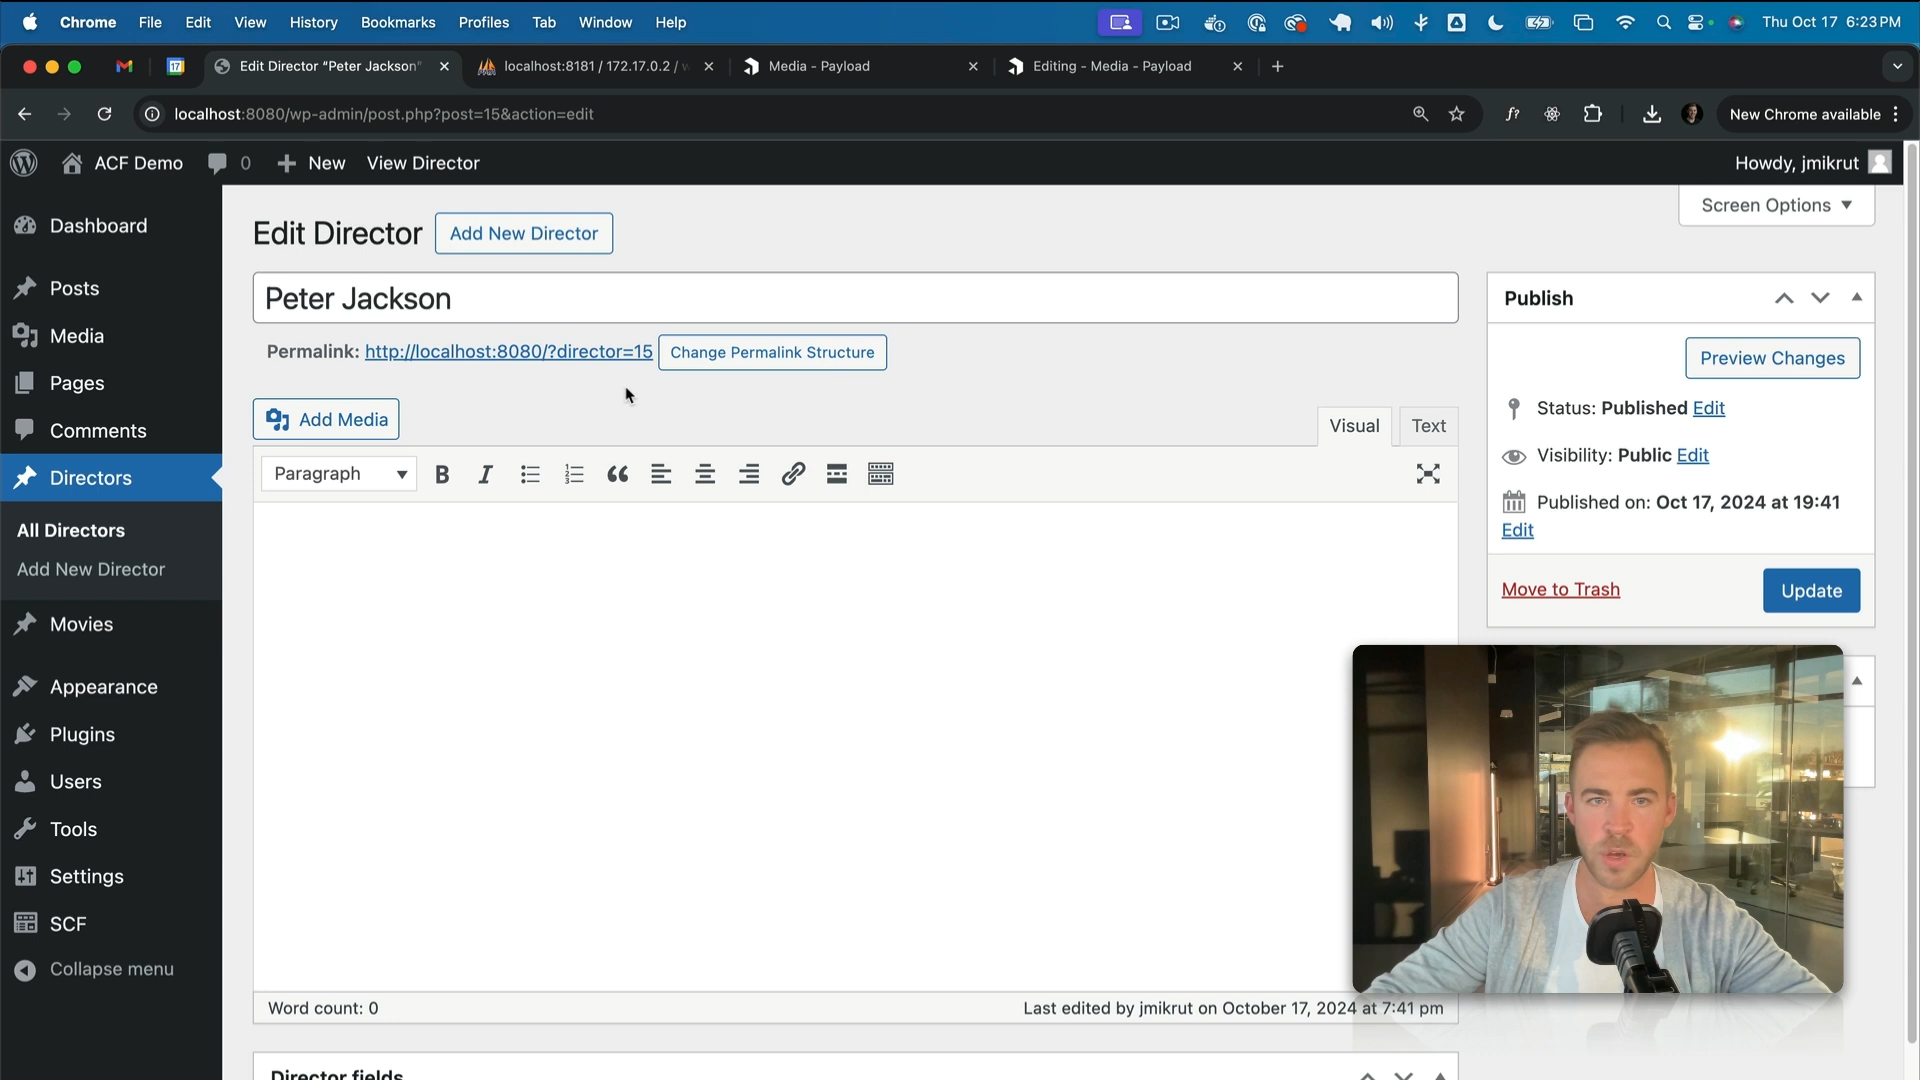 Chrome File Edit View History Bookmarks Profiles Tab Window Help Thu Oct 17 6:23 PM
17 Edit Director "Peter Jackson" localhost:8181 / 172.17.0.2 / Media - Payload Editing - Media - Payload
localhost:8080/wp-admin/post.php?post=15&action=edit f? New Chrome available
ACF Demo 0 New View Director Howdy, jmikrut
Screen Options
Dashboard
Posts
Media
Pages
Comments
Directors
All Directors
Add New Director
Movies
Appearance
Plugins
Users
Tools
Settings
SCF
Collapse menu
Edit Director Add New Director
Peter Jackson
Permalink: http://localhost:8080/?director=15 Change Permalink Structure
Add Media
Visual Text
Paragraph
Word count: 0 Last edited by jmikrut on October 17, 2024 at 7:41 pm
Director fields
Publish
Preview Changes
Status: Published Edit
Visibility: Public Edit
Published on: Oct 17, 2024 at 19:41
Edit
Move to Trash Update